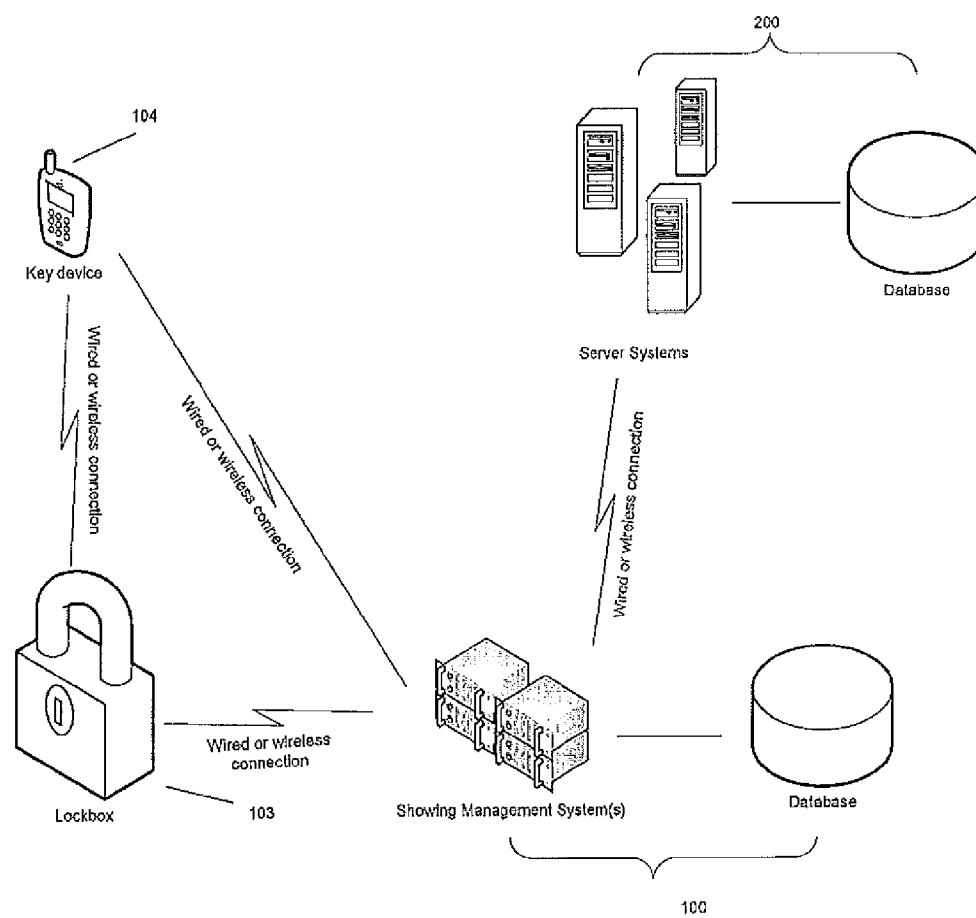 200
104
Key device
Database
Server Systems
Wired or wireless
connection
Wired or wireless connection
Wired or wireless connection
Wired or wireless
connection
Lockbox
103
Showing Management System(s)
Database
100